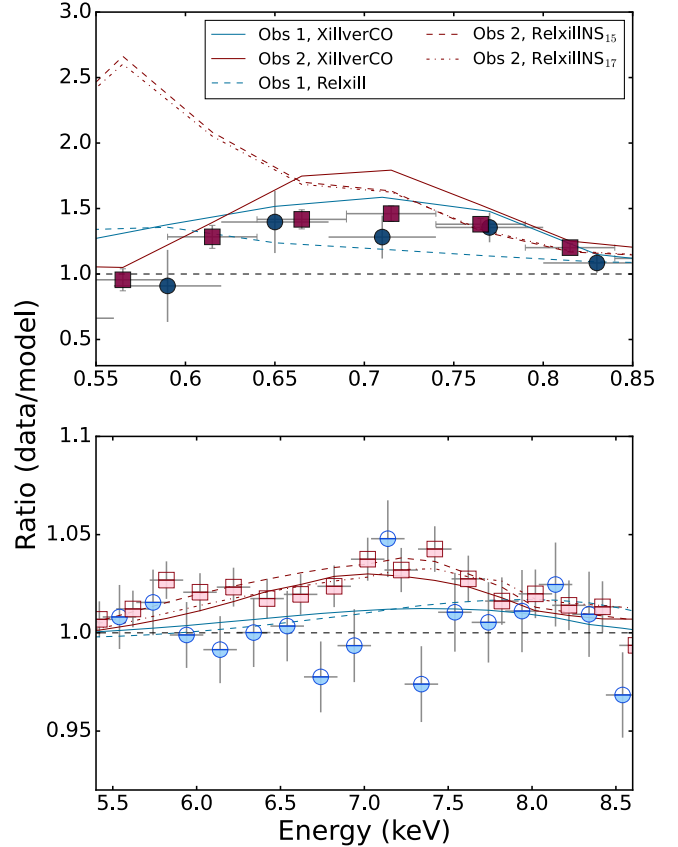 3.0
2.5
2.0
1.5
1.0
0.5
Obs 1, XillverCO
Obs 2, XillverCO
Obs 1, Relxill
Obs 2, RelxillNS₁₅
Obs 2, RelxillNS₁₇
0.55 0.6 0.65 0.7 0.75 0.8 0.85
Ratio (data/model)
1.1
1.05
1.0
0.95
5.5 6.0 6.5 7.0 7.5 8.0 8.5
Energy (keV)